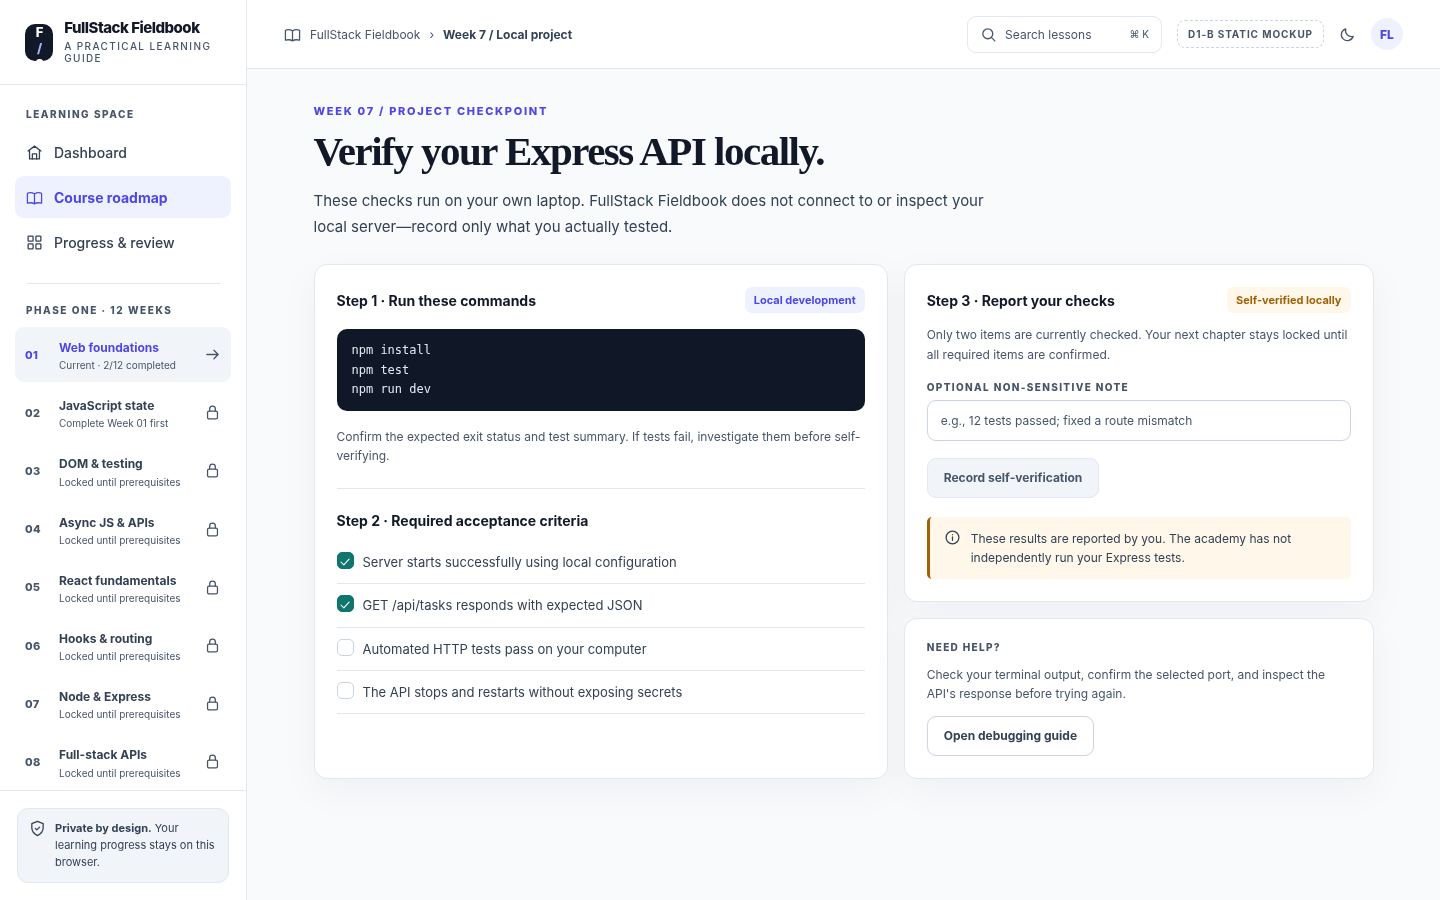 F
/
FullStack Fieldbook
A PRACTICAL LEARNING
GUIDE
LEARNING SPACE
Dashboard
Course roadmap
Progress & review
PHASE ONE · 12 WEEKS
01
Web foundations
Current · 2/12 completed
02
JavaScript state
Complete Week 01 first
03
DOM & testing
Locked until prerequisites
04
Async JS & APIs
Locked until prerequisites
05
React fundamentals
Locked until prerequisites
06
Hooks & routing
Locked until prerequisites
07
Node & Express
Locked until prerequisites
08
Full-stack APIs
Locked until prerequisites
Private by design. Your
learning progress stays on this
browser.
FullStack Fieldbook › Week 7 / Local project
Search lessons ⌘ K
D1-B STATIC MOCKUP
FL
WEEK 07 / PROJECT CHECKPOINT
Verify your Express API locally.
These checks run on your own laptop. FullStack Fieldbook does not connect to or inspect your
local server—record only what you actually tested.
Step 1 · Run these commands
Local development
npm install
npm test
npm run dev
Confirm the expected exit status and test summary. If tests fail, investigate them before self-
verifying.
Step 2 · Required acceptance criteria
Server starts successfully using local configuration
GET /api/tasks responds with expected JSON
Automated HTTP tests pass on your computer
The API stops and restarts without exposing secrets
Step 3 · Report your checks
Self-verified locally
Only two items are currently checked. Your next chapter stays locked until
all required items are confirmed.
OPTIONAL NON-SENSITIVE NOTE
e.g., 12 tests passed; fixed a route mismatch
Record self-verification
These results are reported by you. The academy has not
independently run your Express tests.
NEED HELP?
Check your terminal output, confirm the selected port, and inspect the
API's response before trying again.
Open debugging guide